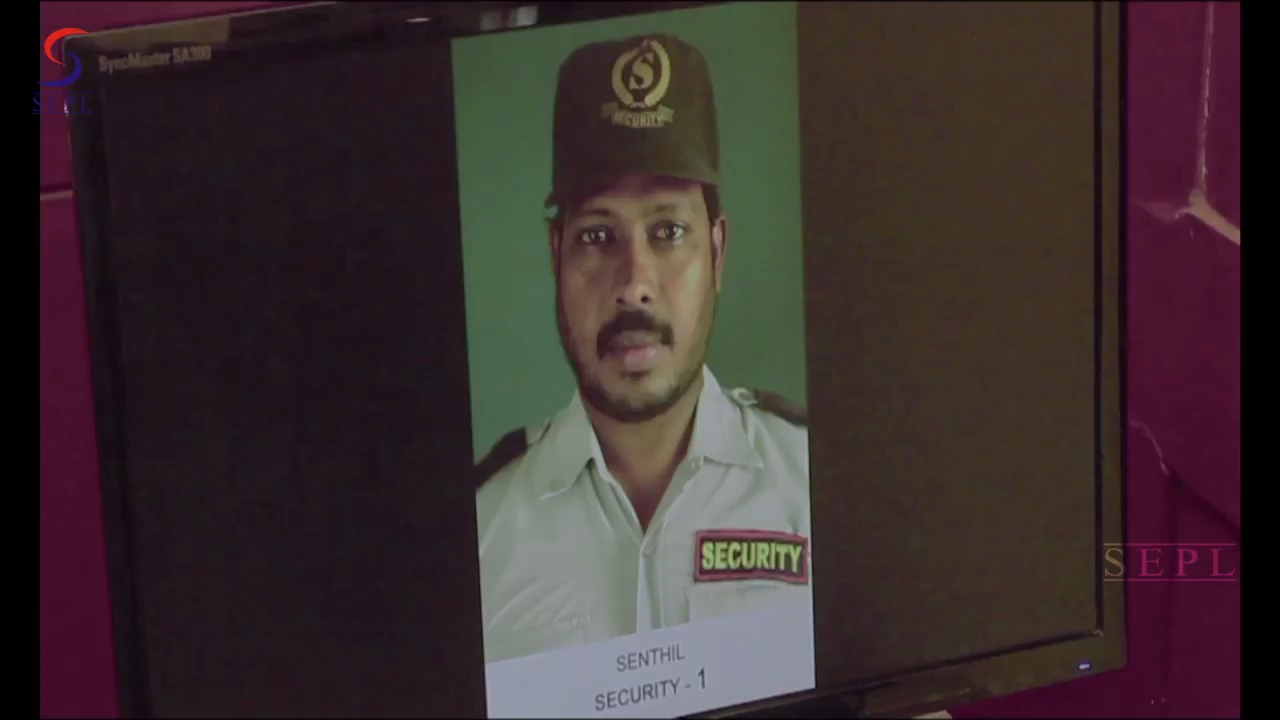 SEPL
SyncMaster SA300
S
SECURITY
SECURITY
SEPL
SENTHIL
SECURITY - 1